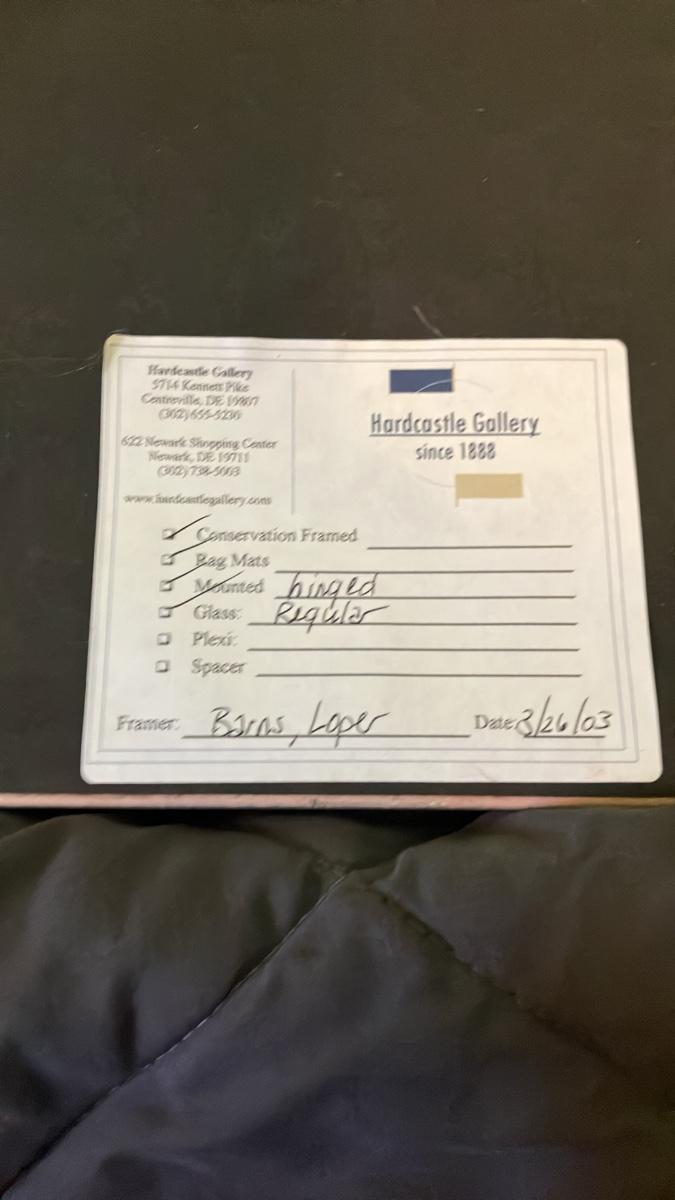 Hardcastle Gallery
5714 Kennett Pike
Centreville, DE 19807
(302) 655-5230
622 Newark Shopping Center
Newark, DE 19711
(302) 738-5003
www.hardcastlegallery.com
Hardcastle Gallery
since 1888
Conservation Framed
Rag Mats
Mounted hinged
Glass: Regular
Plexi:
Spacer
Framer: Barns, Loper Date: 3/26/03